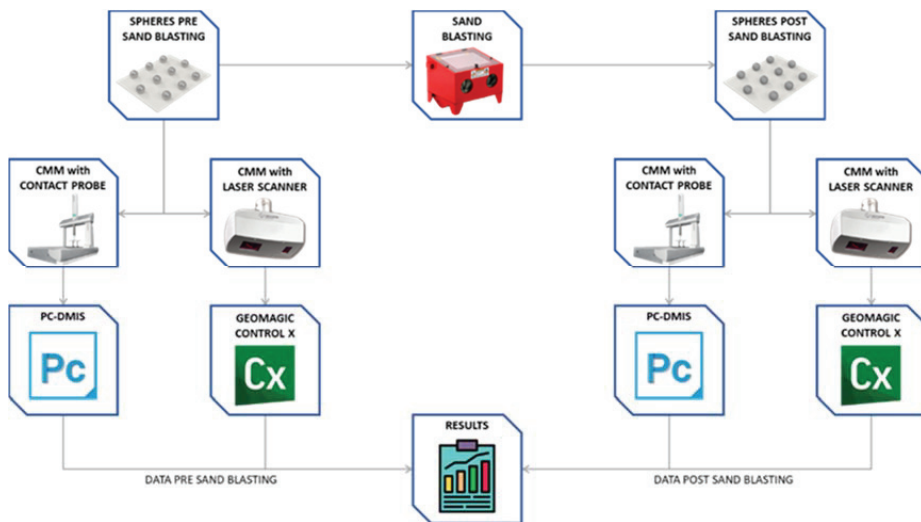 SPHERES PRE
SAND BLASTING
SAND
BLASTING
SPHERES POST
SAND BLASTING
CMM with
CONTACT PROBE
CMM with
LASER SCANNER
CMM with
CONTACT PROBE
CMM with
LASER SCANNER
PC-DMIS
Pc
GEOMAGIC
CONTROL X
Cx
PC-DMIS
Pc
GEOMAGIC
CONTROL X
Cx
RESULTS
DATA PRE SAND BLASTING
DATA POST SAND BLASTING